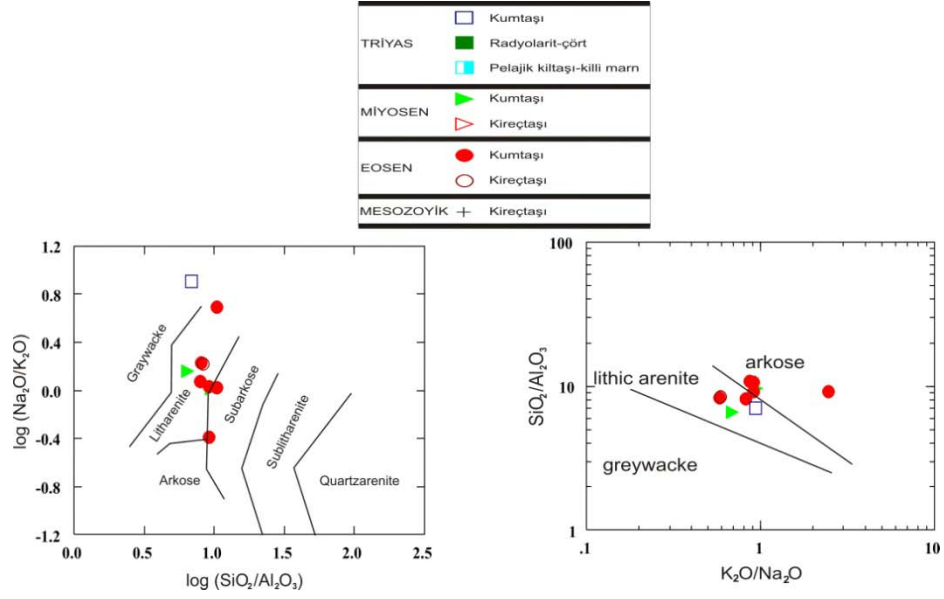 TRİYAS
Kumtaşı
Radyolarit-çört
Pelajik kiltaşı-killi marn
MİYOSEN
Kumtaşı
Kireçtaşı
EOSEN
Kumtaşı
Kireçtaşı
MESOZOYİK
Kireçtaşı
1.2
0.8
0.4
0.0
-0.4
-0.8
-1.2
log (Na₂O/K₂O)
Graywacke
Litharenite
Subarkose
Sublitharenite
Arkose
Quartzarenite
0.0
0.5
1.0
1.5
2.0
2.5
log (SiO₂/Al₂O₃)
100
10
1
SiO₂/Al₂O₃
arkose
lithic arenite
greywacke
.1
1
10
K₂O/Na₂O